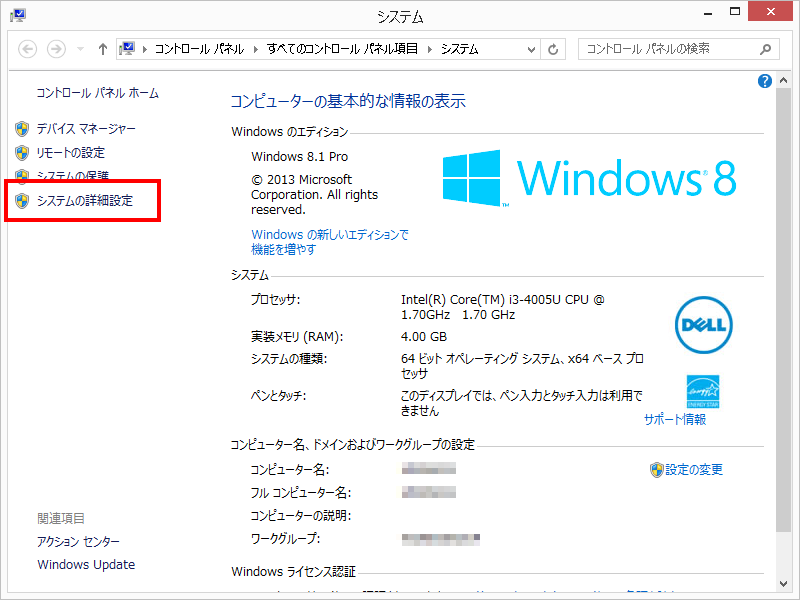 システム
コントロール パネル
すべてのコントロール パネル項目
システム
コントロール パネルの検索
コントロール パネル ホーム
デバイス マネージャー
リモートの設定
システムの保護
システムの詳細設定
関連項目
アクション センター
Windows Update
コンピューターの基本的な情報の表示
Windows のエディション
Windows 8.1 Pro
© 2013 Microsoft
Corporation. All rights
reserved.
Windows の新しいエディションで
機能を増やす
Windows 8
システム
プロセッサ:
Intel(R) Core(TM) i3-4005U CPU @
1.70GHz 1.70 GHz
実装メモリ (RAM):
4.00 GB
システムの種類:
64 ビット オペレーティング システム、x64 ベース プロ
セッサ
ペンとタッチ:
このディスプレイでは、ペン入力とタッチ入力は利用で
きません
DELL
ENERGY STAR
サポート情報
コンピューター名、ドメインおよびワークグループの設定
コンピューター名:
設定の変更
フル コンピューター名:
コンピューターの説明:
ワークグループ:
Windows ライセンス認証